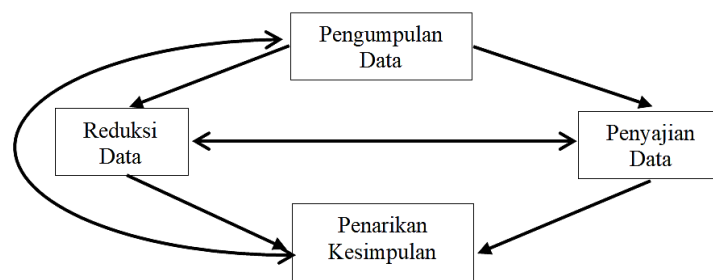 Pengumpulan
Data
Reduksi
Data
Penyajian
Data
Penarikan
Kesimpulan